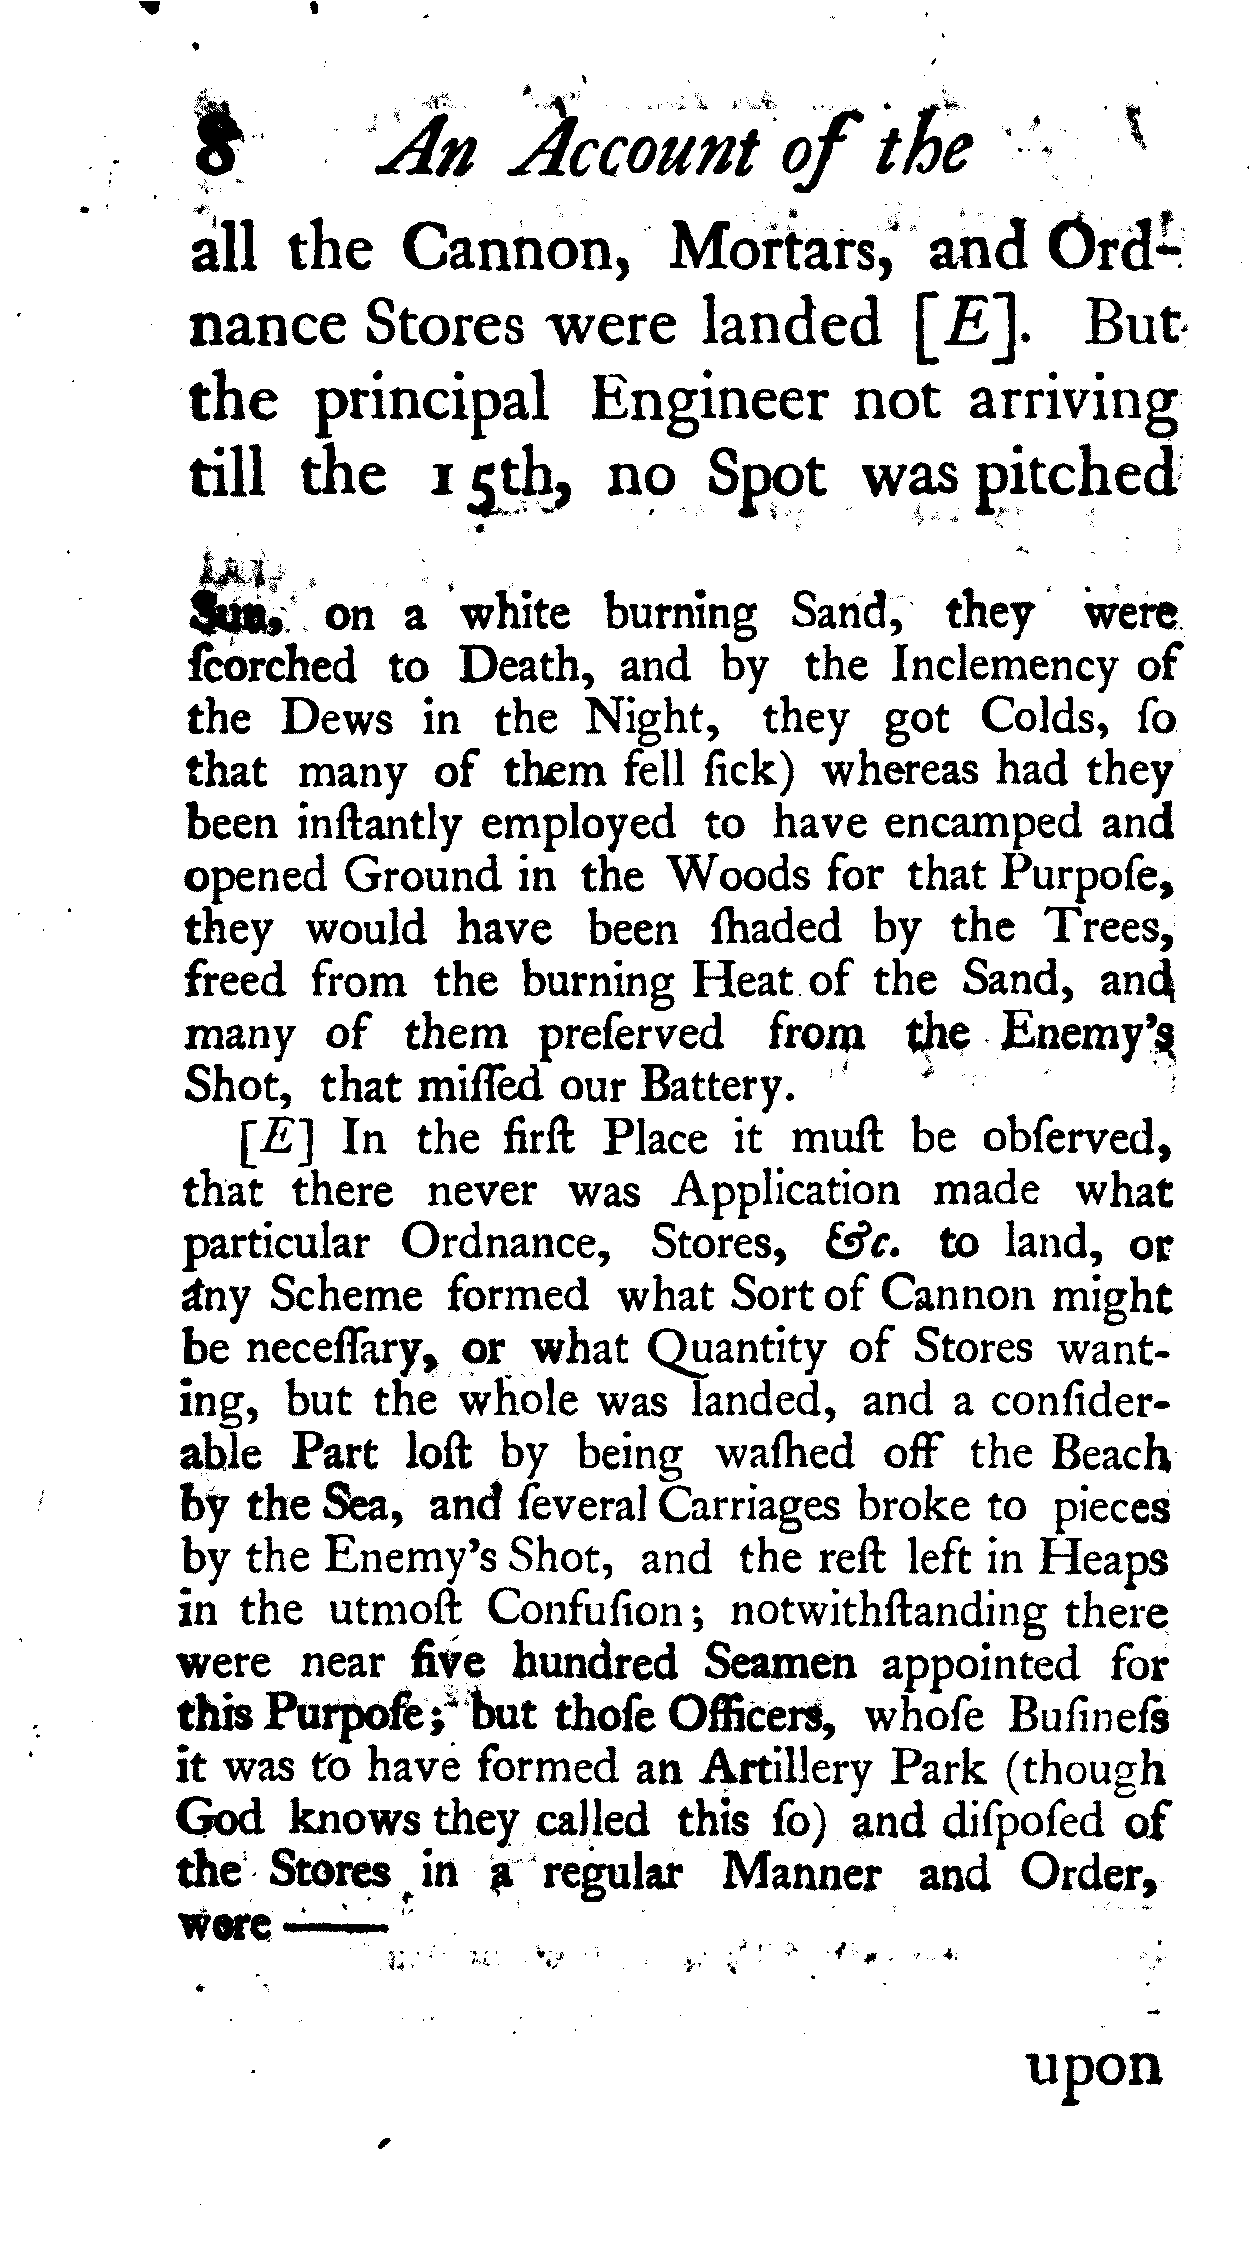 8 An Account of the
all the Cannon, Mortars, and Ord-
nance Stores were landed [E]. But
the principal Engineer not arriving
till the 15th, no Spot was pitched
Sun, on a white burning Sand, they were
ſcorched to Death, and by the Inclemency of
the Dews in the Night, they got Colds, ſo
that many of them fell ſick) whereas had they
been inſtantly employed to have encamped and
opened Ground in the Woods for that Purpoſe,
they would have been ſhaded by the Trees,
freed from the burning Heat of the Sand, and
many of them preſerved from the Enemy's
Shot, that miſſed our Battery.
[E] In the firſt Place it muſt be obſerved,
that there never was Application made what
particular Ordnance, Stores, &c. to land, or
any Scheme formed what Sort of Cannon might
be neceſſary, or what Quantity of Stores want-
ing, but the whole was landed, and a conſider-
able Part loſt by being waſhed off the Beach
by the Sea, and ſeveral Carriages broke to pieces
by the Enemy's Shot, and the reſt left in Heaps
in the utmoſt Confuſion; notwithſtanding there
were near five hundred Seamen appointed for
this Purpoſe; but thoſe Officers, whoſe Buſineſs
it was to have formed an Artillery Park (though
God knows they called this ſo) and diſpoſed of
the Stores in a regular Manner and Order,
were ——
upon